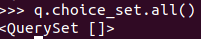 >>> q.choice_set.all()
<QuerySet []>